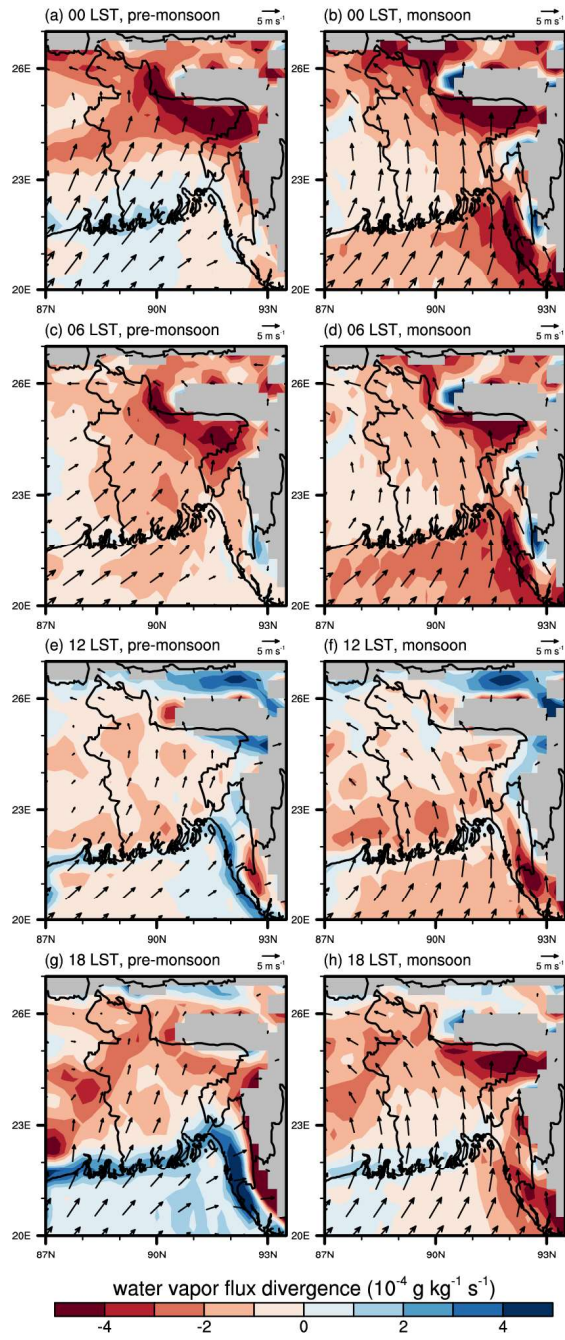 (a) 00 LST, pre-monsoon
5 m s⁻¹
(b) 00 LST, monsoon
5 m s⁻¹
26E
23E
20E
87N 90N 93N
26E
23E
20E
87N 90N 93N
(c) 06 LST, pre-monsoon
5 m s⁻¹
(d) 06 LST, monsoon
5 m s⁻¹
26E
23E
20E
87N 90N 93N
26E
23E
20E
87N 90N 93N
(e) 12 LST, pre-monsoon
5 m s⁻¹
(f) 12 LST, monsoon
5 m s⁻¹
26E
23E
20E
87N 90N 93N
26E
23E
20E
87N 90N 93N
(g) 18 LST, pre-monsoon
5 m s⁻¹
(h) 18 LST, monsoon
5 m s⁻¹
26E
23E
20E
87N 90N 93N
26E
23E
20E
87N 90N 93N
water vapor flux divergence (10⁻⁴ g kg⁻¹ s⁻¹)
-4 -2 0 2 4